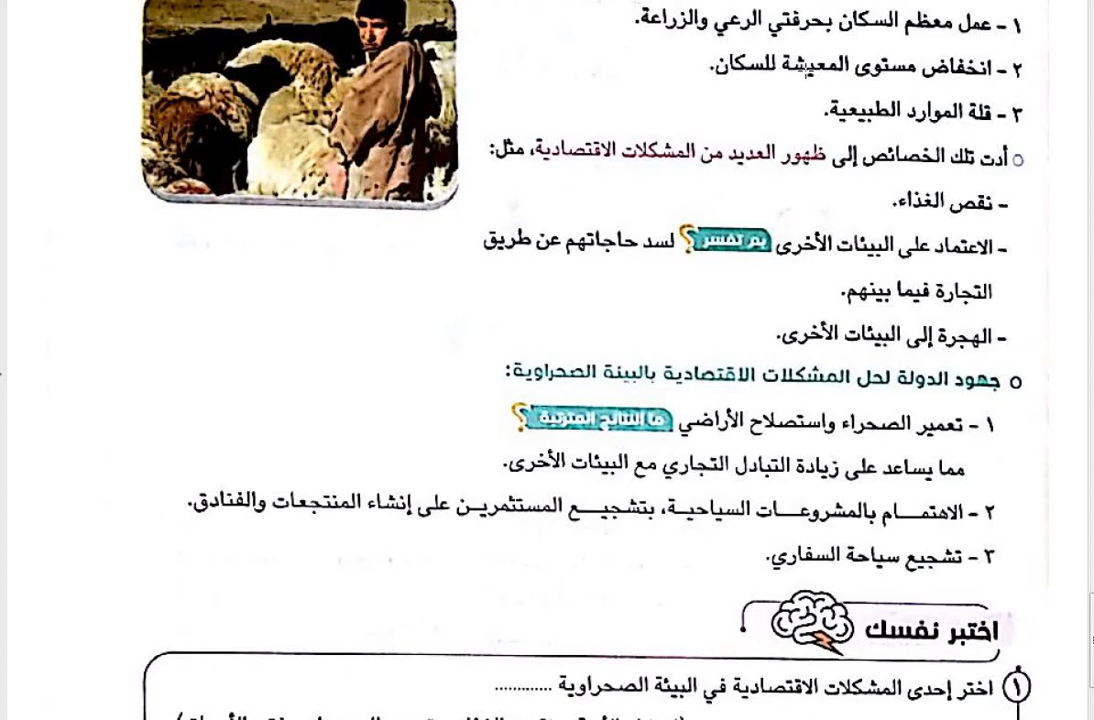 ١ - عمل معظم السكان بحرفتي الرعي والزراعة.
٢ - انخفاض مستوى المعيشة للسكان.
٣ - قلة الموارد الطبيعية.
أدت تلك الخصائص إلى ظهور العديد من المشكلات الاقتصادية، مثل:
- نقص الغذاء.
- الاعتماد على البيئات الأخرى بم تفسر ؟ لسد حاجاتهم عن طريق
التجارة فيما بينهم.
- الهجرة إلى البيئات الأخرى.
جهود الدولة لحل المشكلات الاقتصادية بالبيئة الصحراوية:
١ - تعمير الصحراء واستصلاح الأراضي ما النتائج المترتبة ؟
مما يساعد على زيادة التبادل التجاري مع البيئات الأخرى.
٢ - الاهتمام بالمشروعات السياحية، بتشجيع المستثمرين على إنشاء المنتجعات والفنادق.
٣ - تشجيع سياحة السفاري.
اختبر نفسك
١ اختر إحدى المشكلات الاقتصادية في البيئة الصحراوية .............